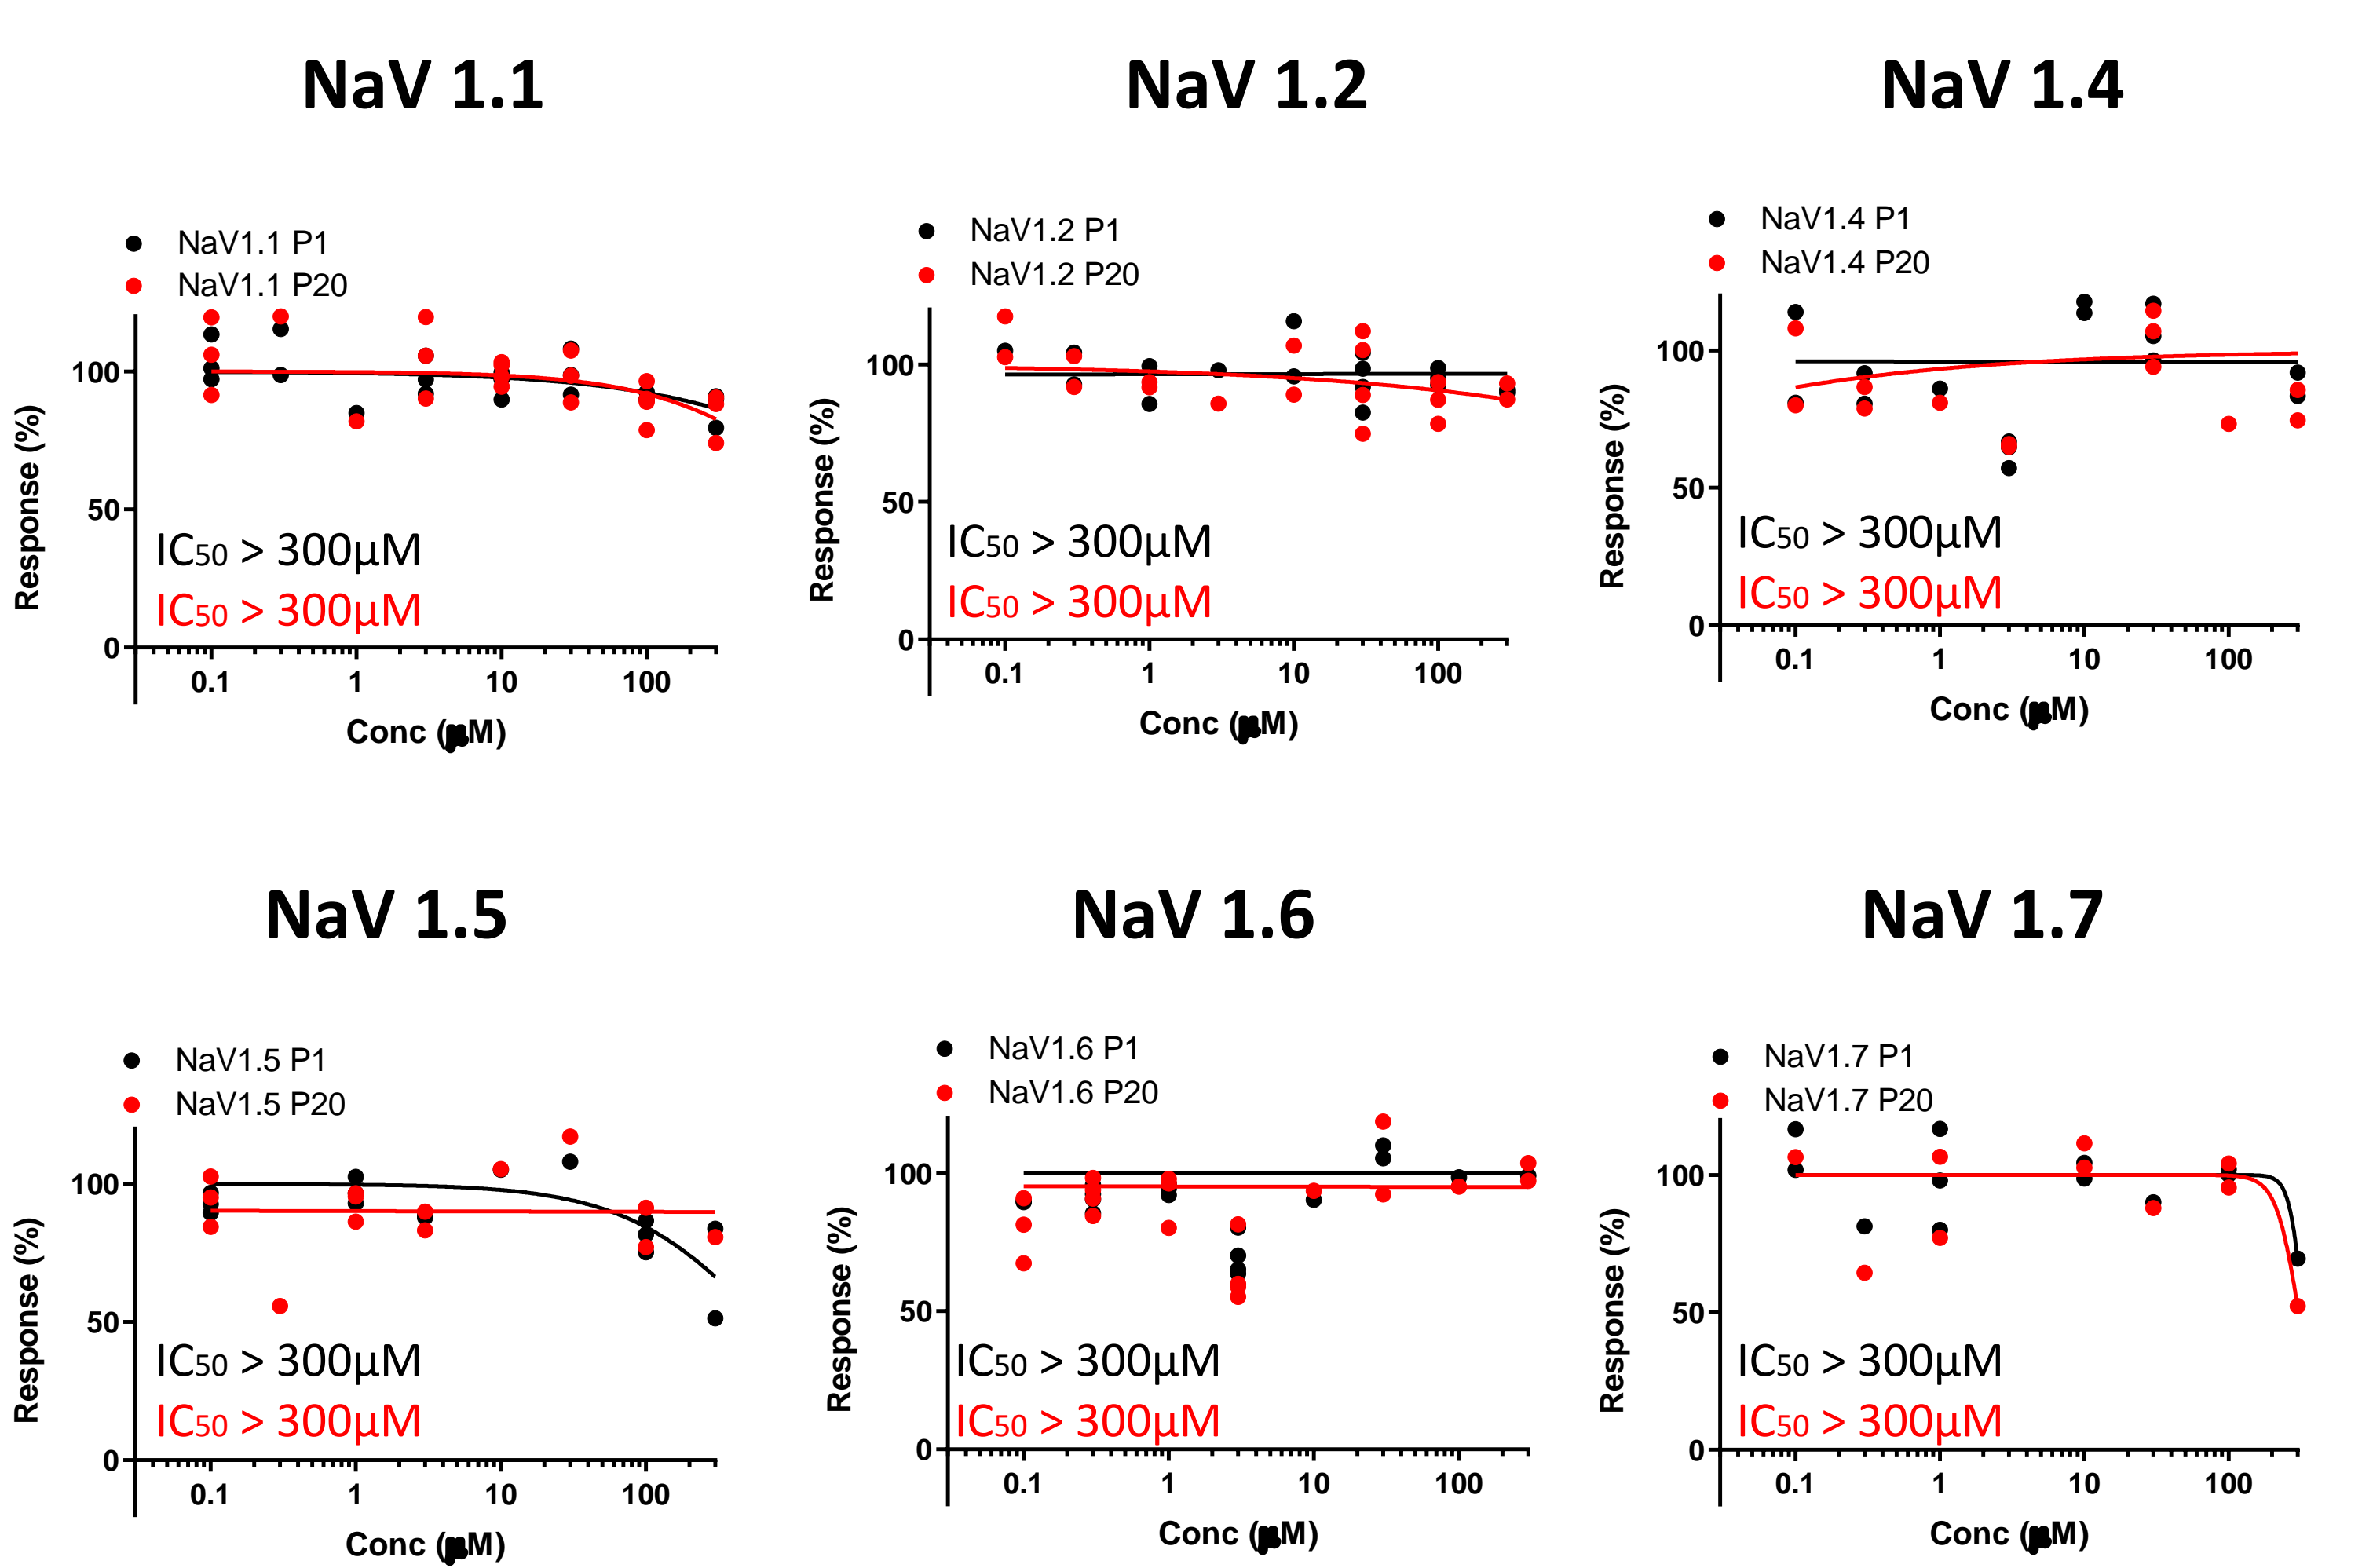 NaV 1.1
NaV1.1 P1
NaV1.1 P20
Response (%)
100
50
0
IC50 > 300µM
IC50 > 300µM
0.1 1 10 100
Conc (µM)
NaV 1.2
NaV1.2 P1
NaV1.2 P20
Response (%)
100
50
0
IC50 > 300µM
IC50 > 300µM
0.1 1 10 100
Conc (µM)
NaV 1.4
NaV1.4 P1
NaV1.4 P20
Response (%)
100
50
0
IC50 > 300µM
IC50 > 300µM
0.1 1 10 100
Conc (µM)
NaV 1.5
NaV1.5 P1
NaV1.5 P20
Response (%)
100
50
0
IC50 > 300µM
IC50 > 300µM
0.1 1 10 100
Conc (µM)
NaV 1.6
NaV1.6 P1
NaV1.6 P20
Response (%)
100
50
0
IC50 > 300µM
IC50 > 300µM
0.1 1 10 100
Conc (µM)
NaV 1.7
NaV1.7 P1
NaV1.7 P20
Response (%)
100
50
0
IC50 > 300µM
IC50 > 300µM
0.1 1 10 100
Conc (µM)